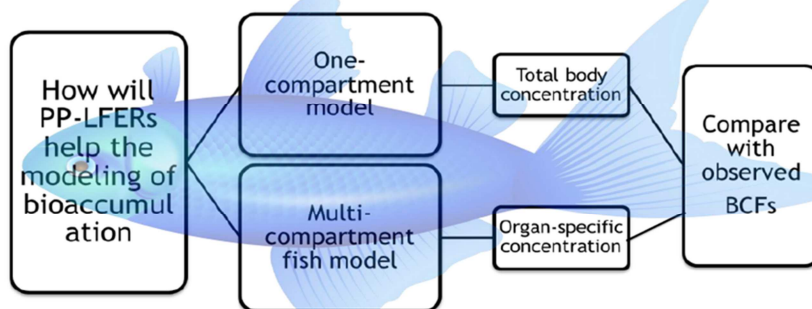 How will
PP-LFERs
help the
modeling of
bioaccumul
ation
One-
compartment
model
Multi-
compartment
fish model
Total body
concentration
Organ-specific
concentration
Compare
with
observed
BCFs